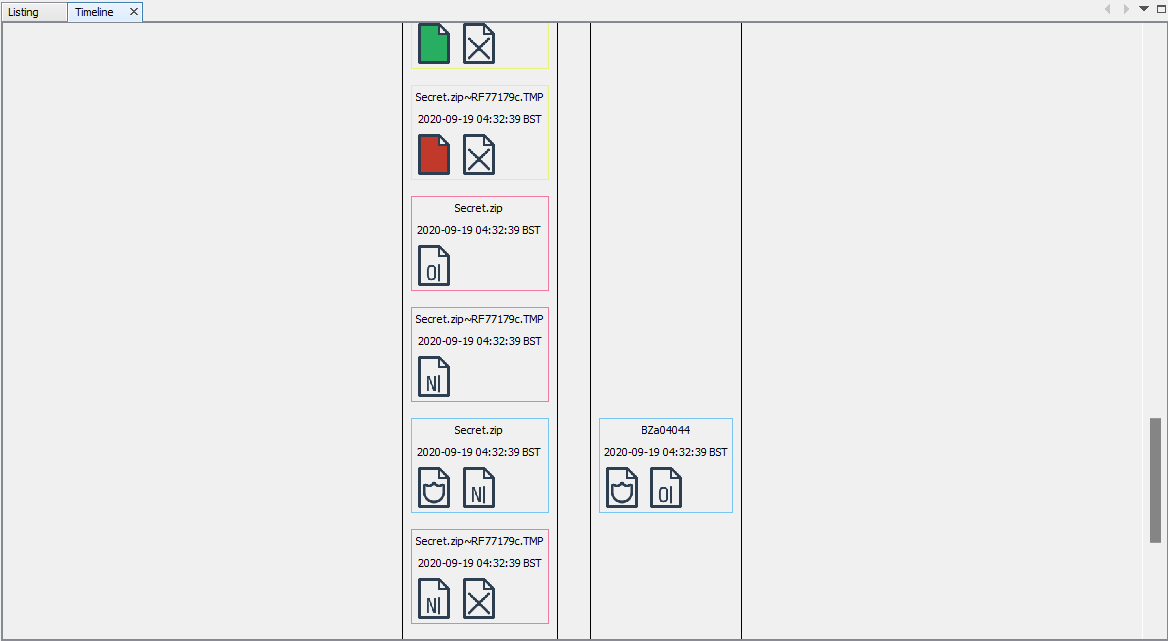 Listing
Timeline
Secret.zip~RF77179c.TMP
2020-09-19 04:32:39 BST
Secret.zip
2020-09-19 04:32:39 BST
O|
Secret.zip~RF77179c.TMP
2020-09-19 04:32:39 BST
N|
Secret.zip
2020-09-19 04:32:39 BST
N|
BZa04044
2020-09-19 04:32:39 BST
O|
Secret.zip~RF77179c.TMP
2020-09-19 04:32:39 BST
N|